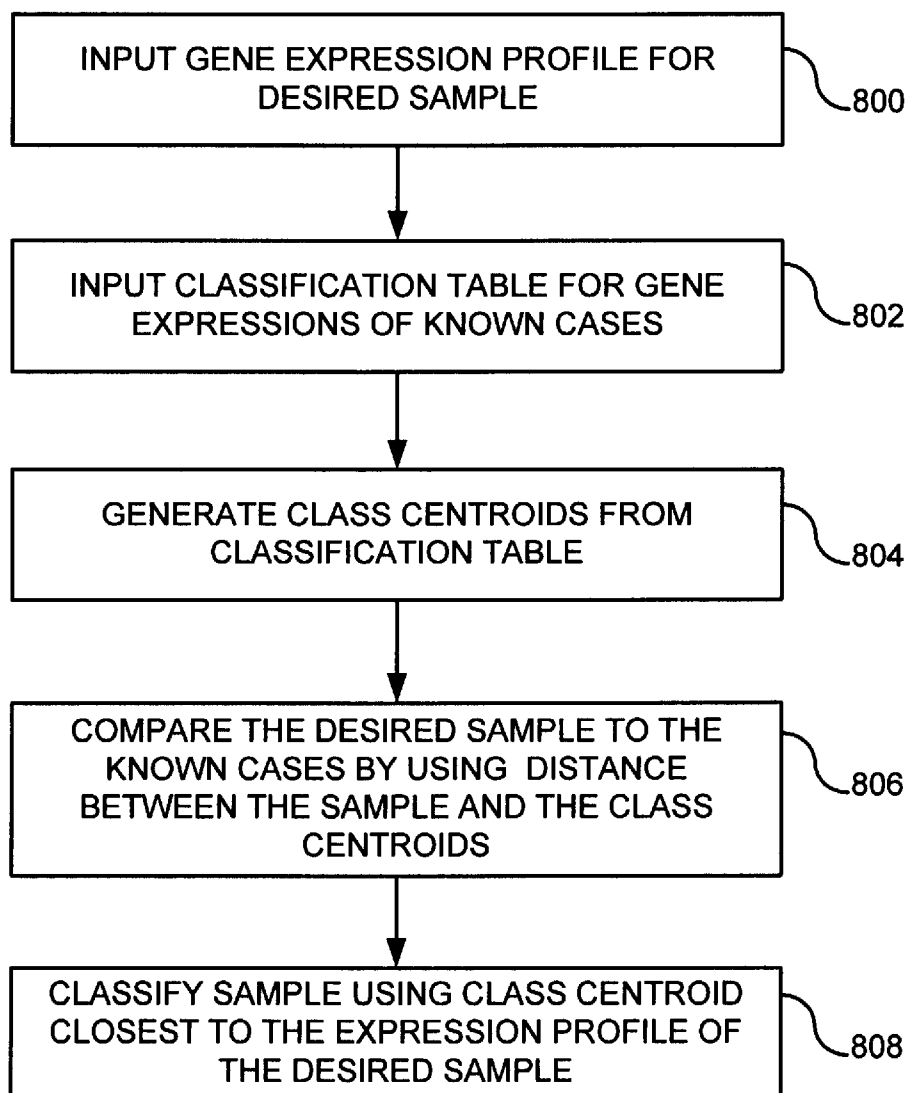 INPUT GENE EXPRESSION PROFILE FOR
DESIRED SAMPLE
800
INPUT CLASSIFICATION TABLE FOR GENE
EXPRESSIONS OF KNOWN CASES
802
GENERATE CLASS CENTROIDS FROM
CLASSIFICATION TABLE
804
COMPARE THE DESIRED SAMPLE TO THE
KNOWN CASES BY USING DISTANCE
BETWEEN THE SAMPLE AND THE CLASS
CENTROIDS
806
CLASSIFY SAMPLE USING CLASS CENTROID
CLOSEST TO THE EXPRESSION PROFILE OF
THE DESIRED SAMPLE
808